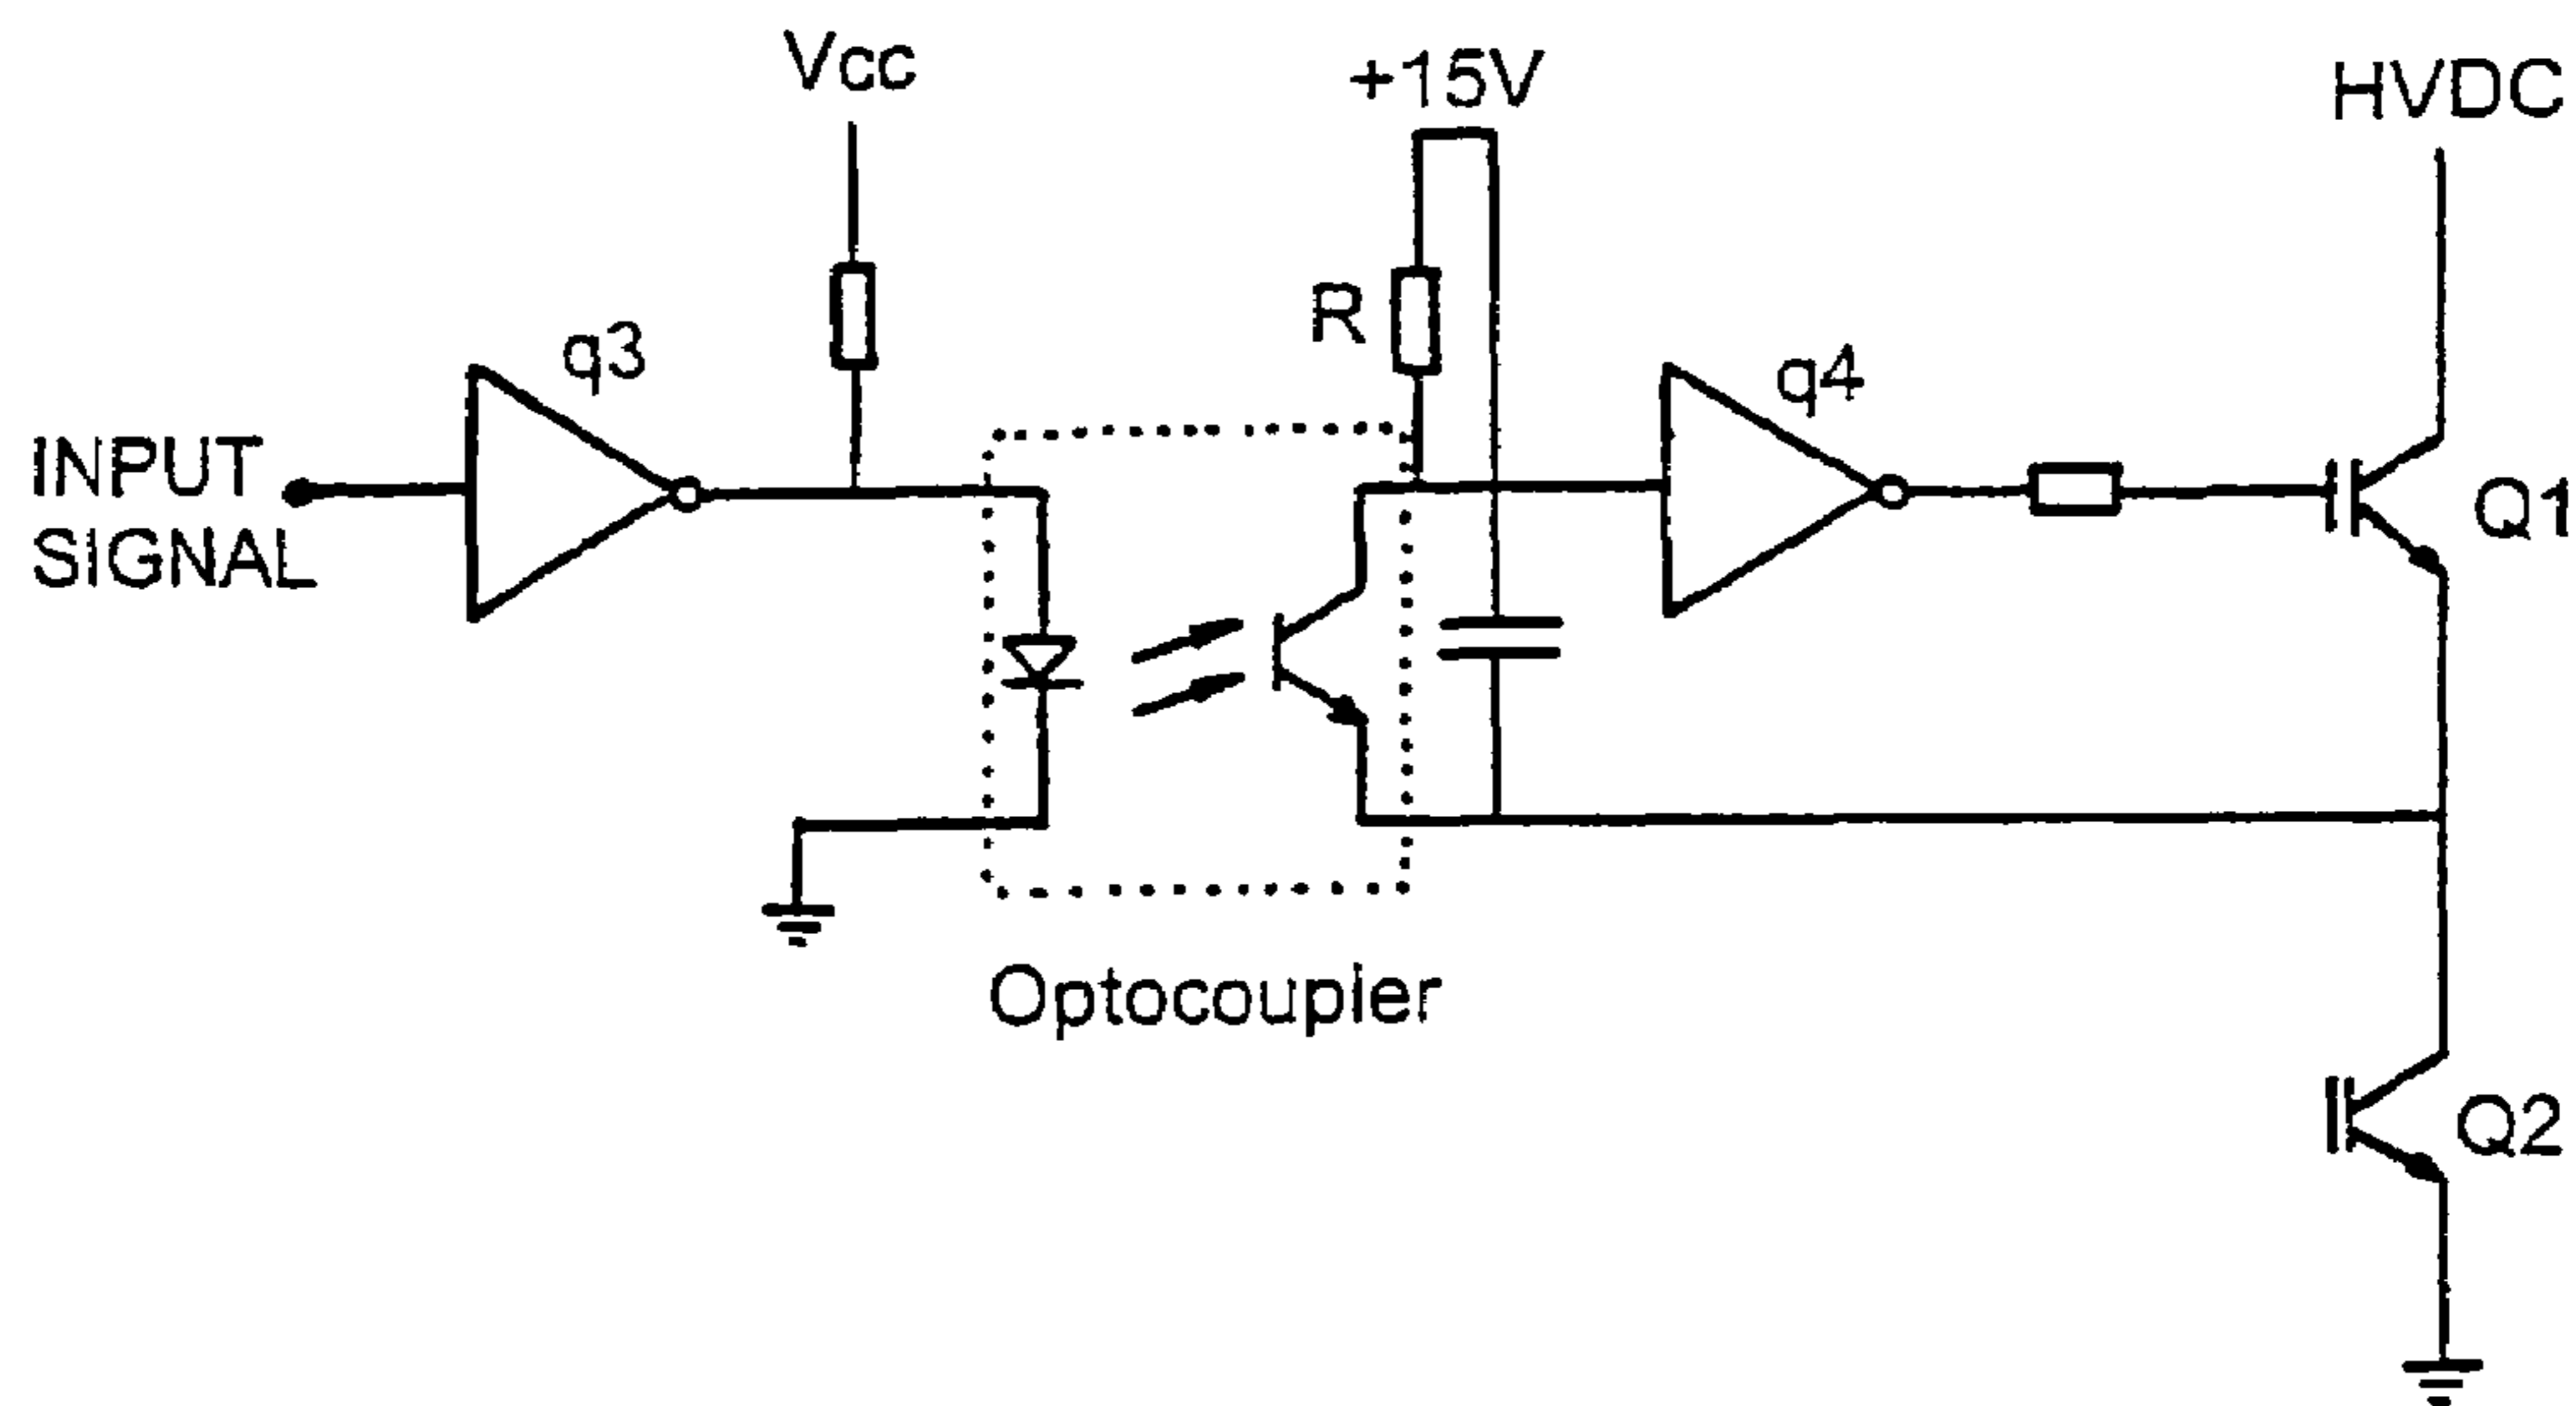 Vcc
+15V
HVDC
q3
R
q4
INPUT
SIGNAL
Q1
Optocoupler
Q2